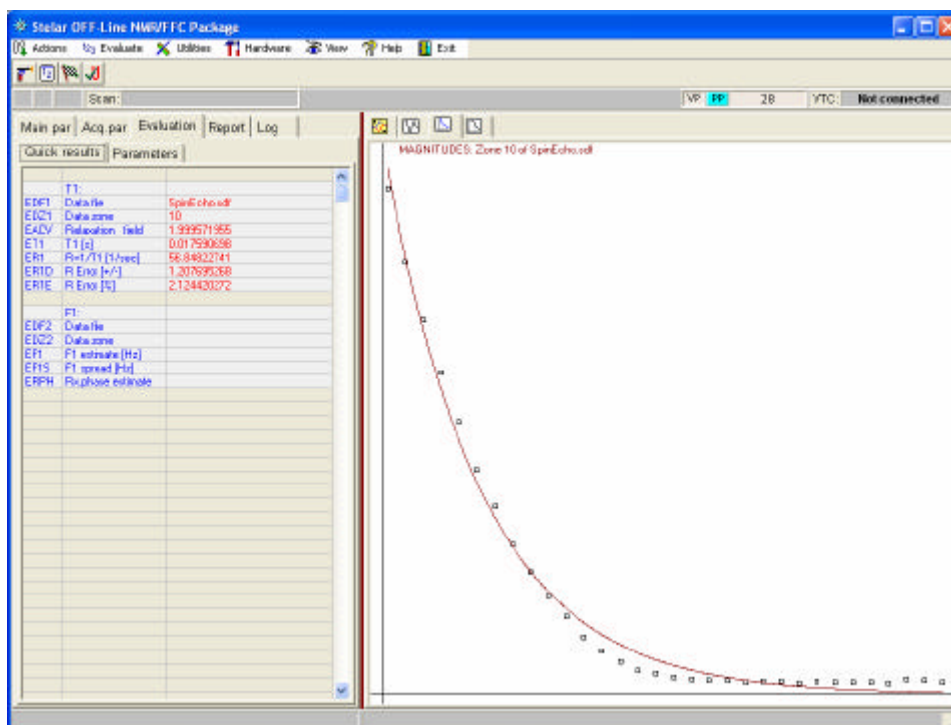 Stelar OFF-Line NMR/FFC Package
Actions Evaluate Utilities Hardware View Help Exit
Scan: VP PP 28 VTC: Not connected
Main par Acq.par Evaluation Report Log
Quick results Parameters
MAGNITUDES: Zone 10 of SpinEcho.sdf
T1:
EDF1 Data file SpinEcho.sdf
EDZ1 Data zone 10
Relaxation field 1.999571955
ET1 T1 [s] 0.017590698
ER1 R=1/T1 [1/sec] 56.84822741
ER1D R Error [+/-] 1.207695268
ER1E R Error [%] 2.124420272
F1:
EDF2 Data file
EDZ2 Data zone
EF1 F1 estimate [Hz]
EF1S F1 spread [Hz]
ERPH Rx.phase estimate